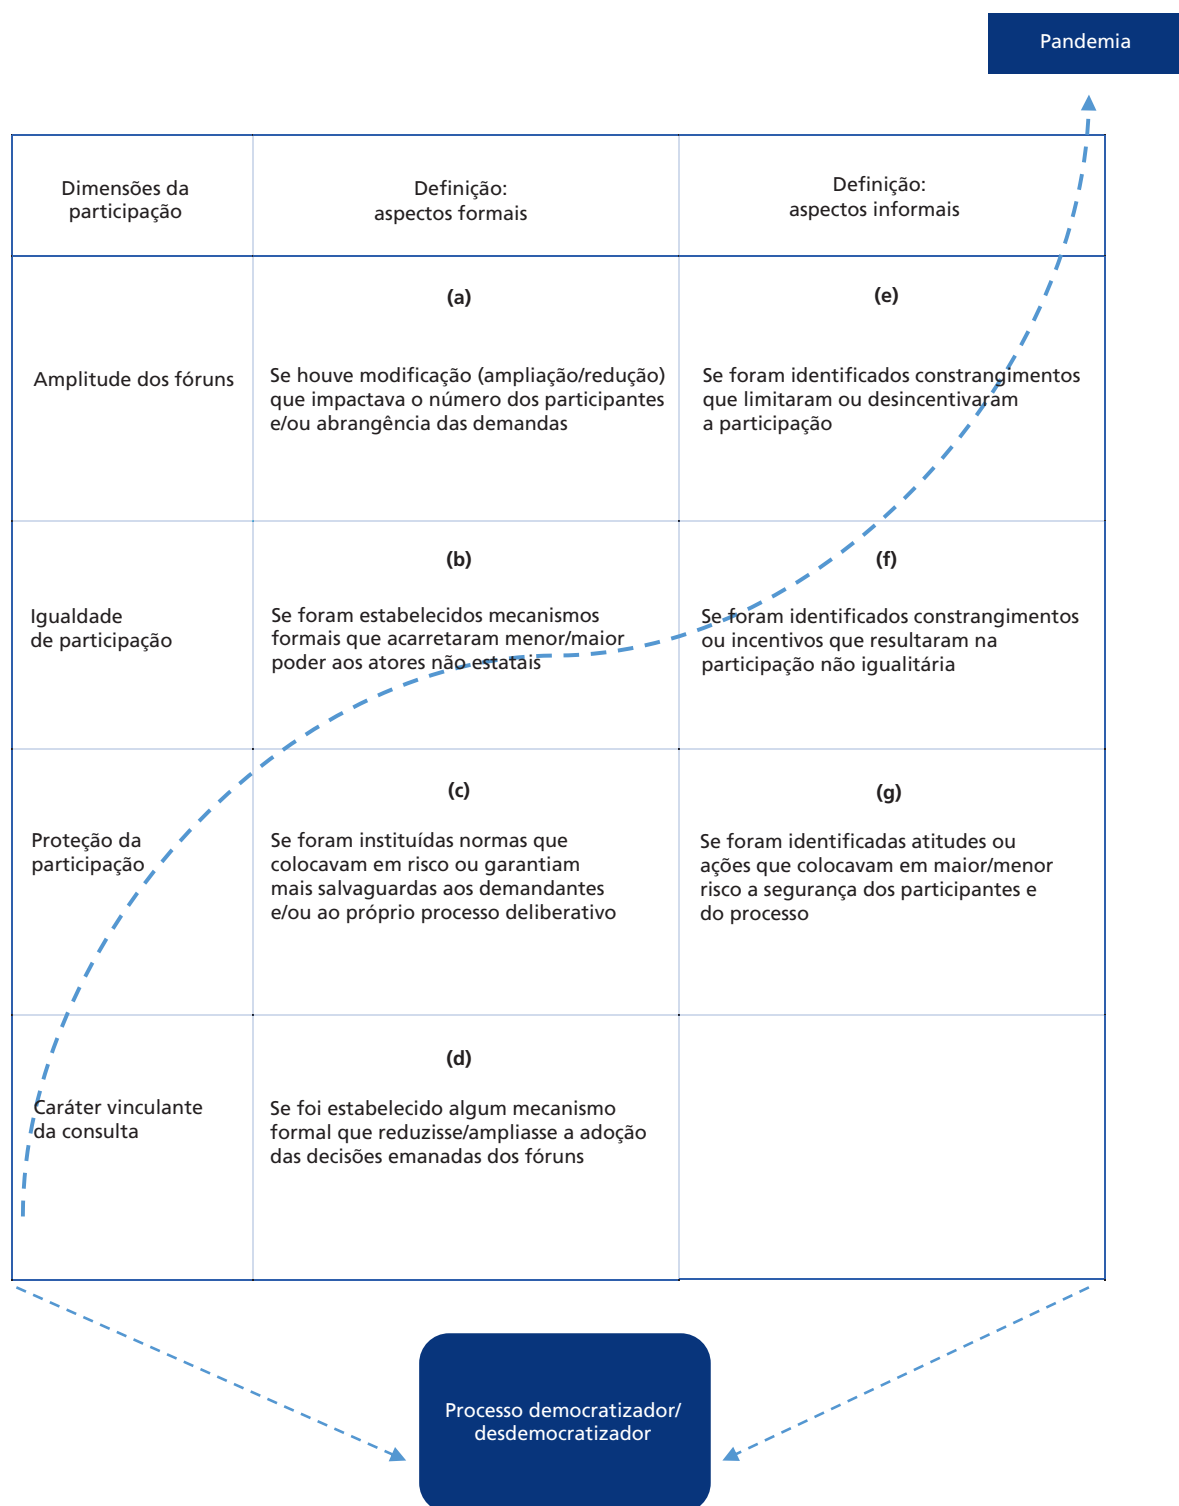 Pandemia
Dimensões da
participação
Definição:
aspectos formais
Definição:
aspectos informais
Amplitude dos fóruns
(a)
Se houve modificação (ampliação/redução)
que impactava o número dos participantes
e/ou abrangência das demandas
(e)
Se foram identificados constrangimentos
que limitaram ou desincentivaram
a participação
Igualdade
de participação
(b)
Se foram estabelecidos mecanismos
formais que acarretaram menor/maior
poder aos atores não estatais
(f)
Se foram identificados constrangimentos
ou incentivos que resultaram na
participação não igualitária
Proteção da
participação
(c)
Se foram instituídas normas que
colocavam em risco ou garantiam
mais salvaguardas aos demandantes
e/ou ao próprio processo deliberativo
(g)
Se foram identificadas atitudes ou
ações que colocavam em maior/menor
risco a segurança dos participantes e
do processo
Caráter vinculante
da consulta
(d)
Se foi estabelecido algum mecanismo
formal que reduzisse/ampliasse a adoção
das decisões emanadas dos fóruns
Processo democratizador/
desdemocratizador